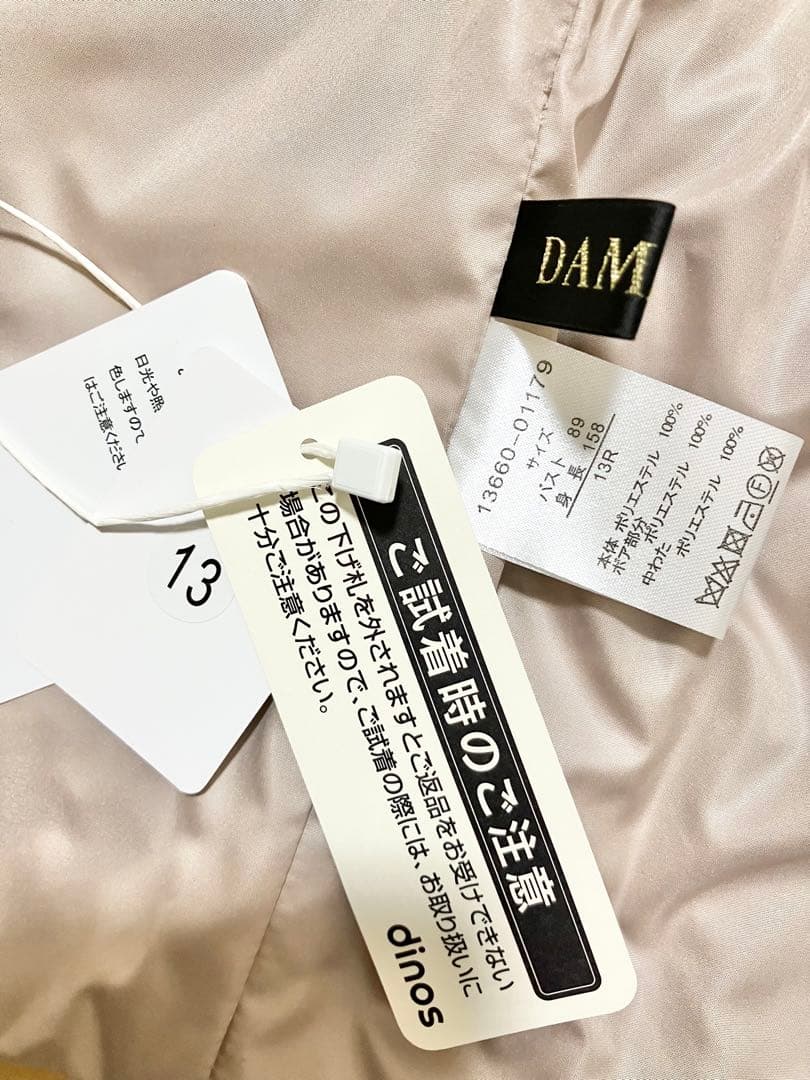 DAM
13660-01179
サイズ
バスト 89
身長 158
13R
本体 ポリエステル 100%
ボア部分 ポリエステル 100%
中わた ポリエステル 100%
日光や照
色しますので
はご注意ください
13
ご試着時のご注意
この下げ札を外されますとご返品をお受けできない
場合がありますので、ご試着の際には、お取り扱いに
十分ご注意ください。
dinos